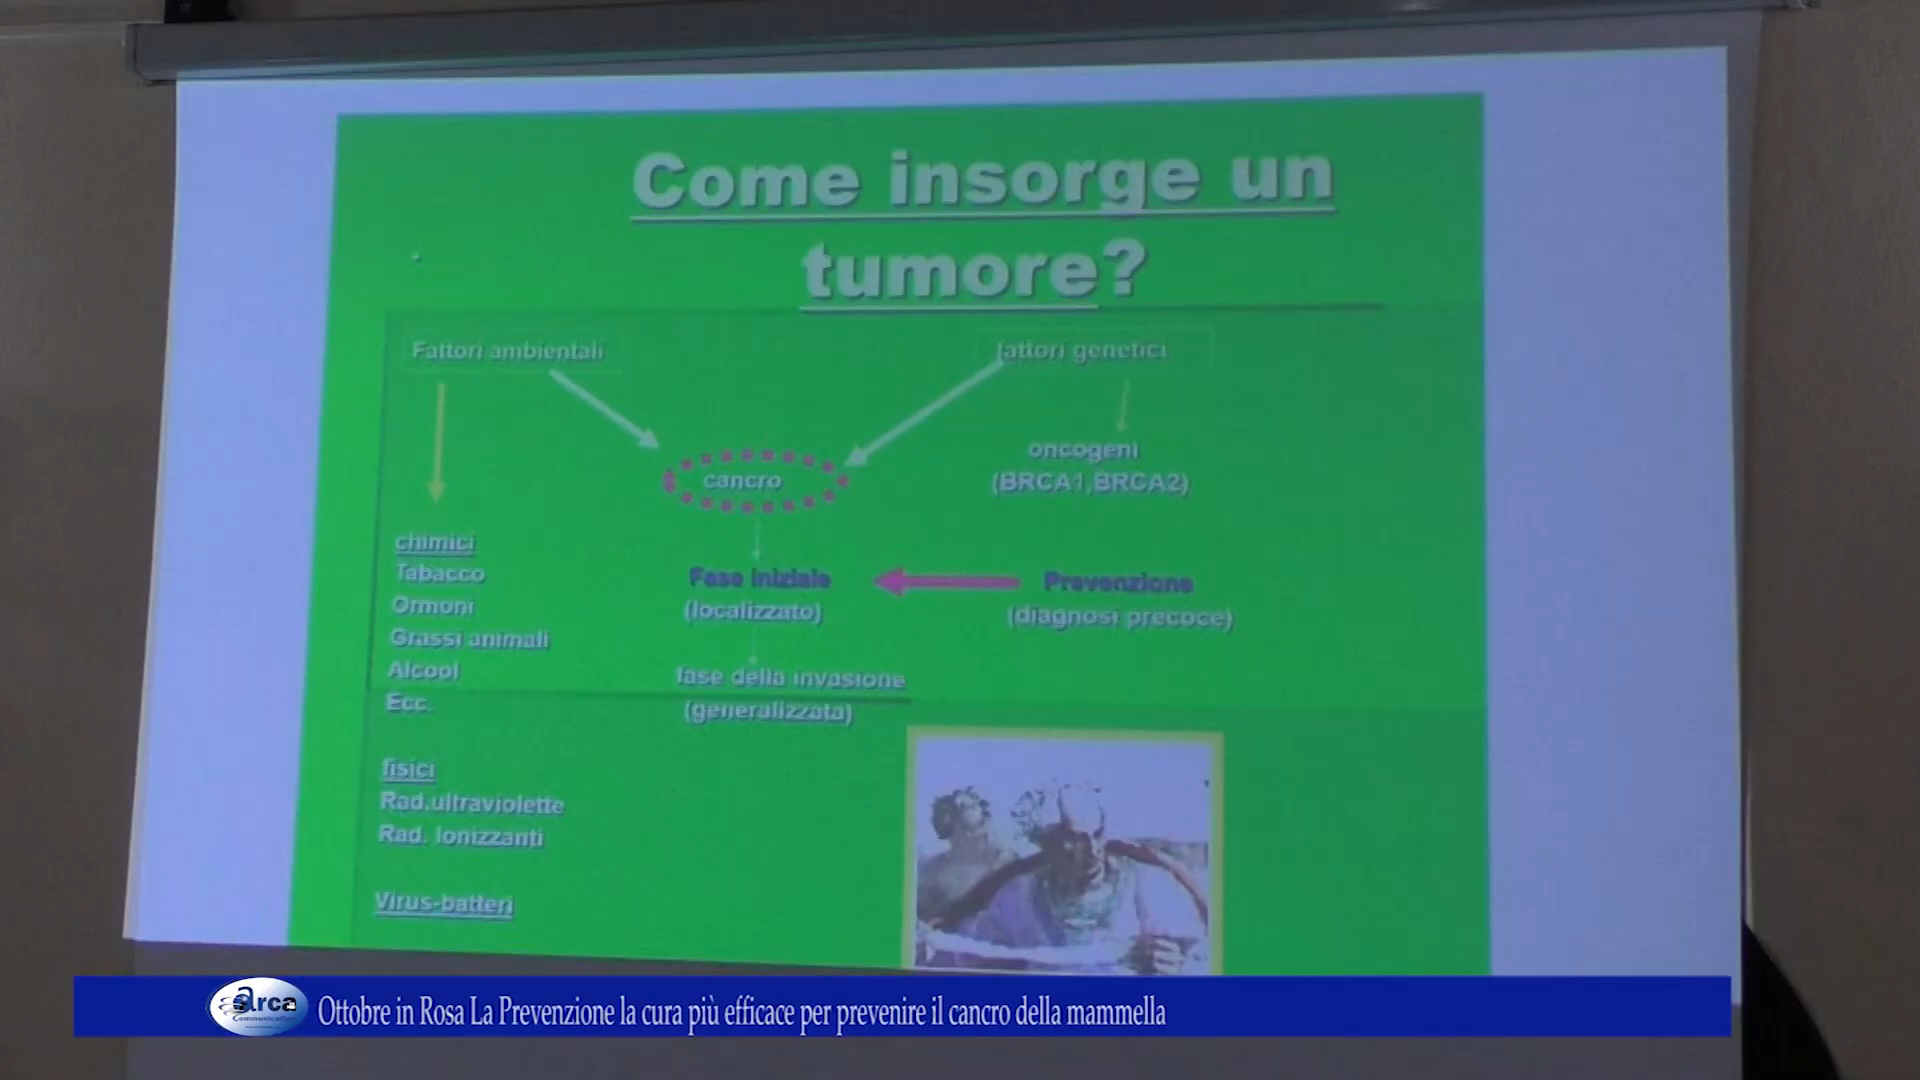 Come insorge un
tumore?
Fattori ambientali
fattori genetici
oncogeni
(BRCA1,BRCA2)
cancro
chimici
Tabacco
Ormoni
Grassi animali
Alcool
Ecc.
Fase iniziale
(localizzato)
Prevenzione
(diagnosi precoce)
fase della invasione
(generalizzata)
fisici
Rad.ultraviolette
Rad. Ionizzanti
Virus-batteri
arca
Communication
Ottobre in Rosa La Prevenzione la cura più efficace per prevenire il cancro della mammella